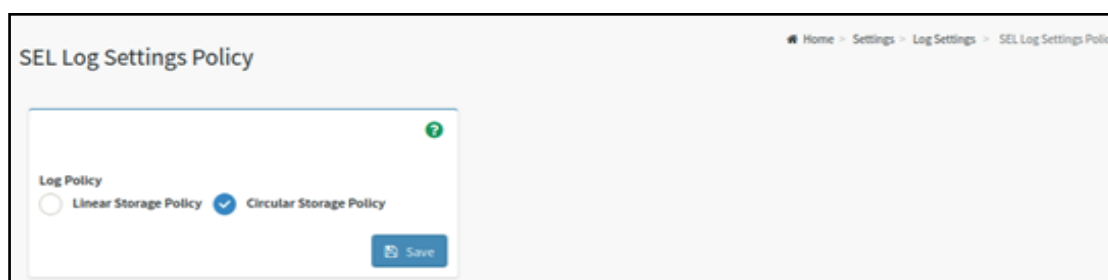 Home > Settings > Log Settings > SEL Log Settings
SEL Log Settings Policy
?
Log Policy
Linear Storage Policy Circular Storage Policy
Save